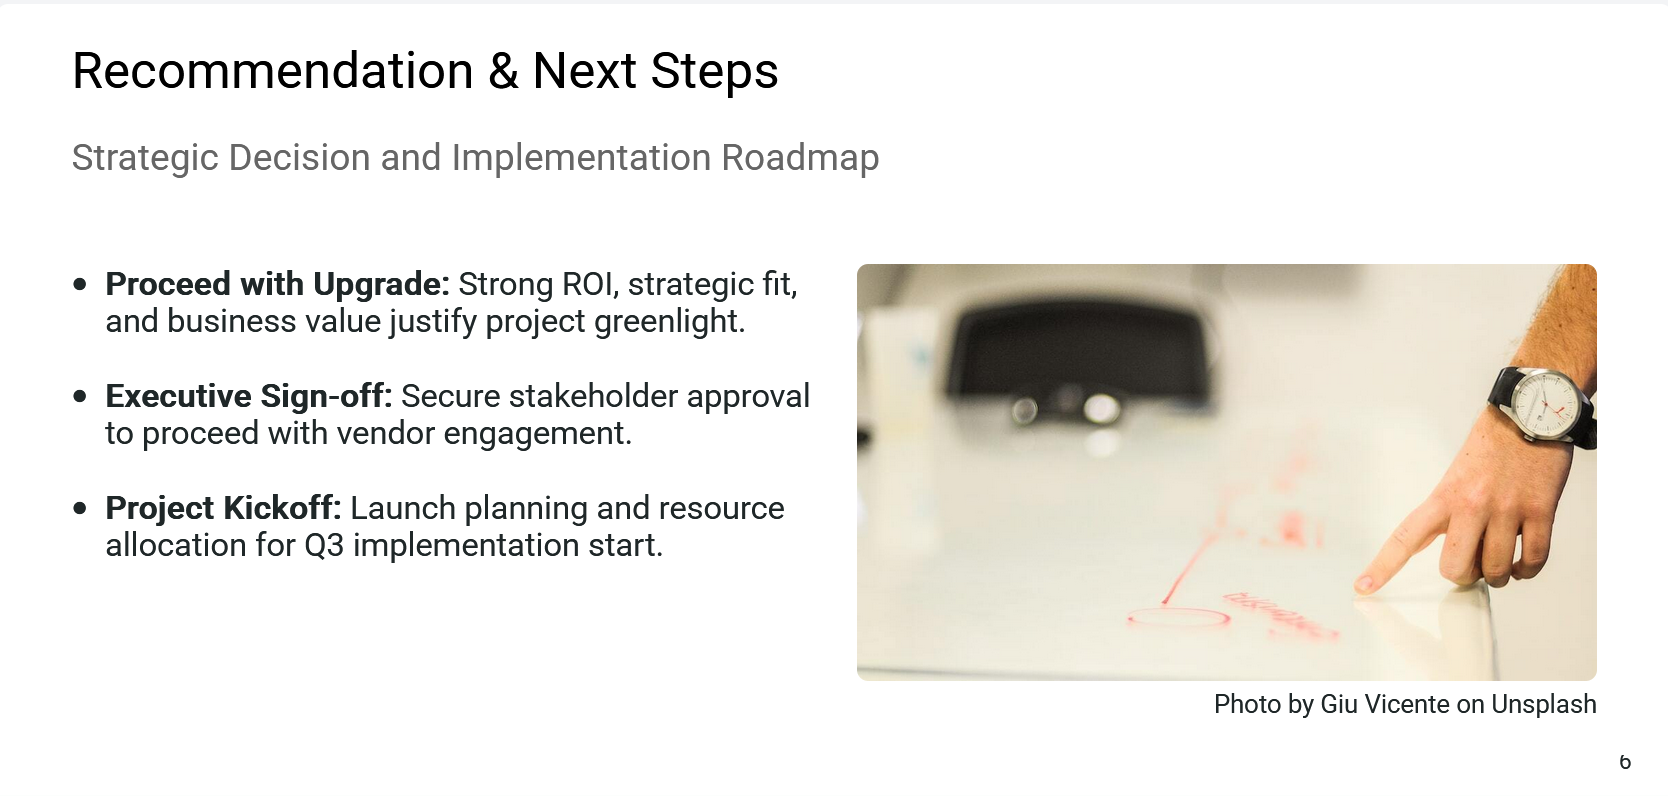 Recommendation & Next Steps
Strategic Decision and Implementation Roadmap
• Proceed with Upgrade: Strong ROI, strategic fit,
and business value justify project greenlight.
• Executive Sign-off: Secure stakeholder approval
to proceed with vendor engagement.
• Project Kickoff: Launch planning and resource
allocation for Q3 implementation start.
Photo by Giu Vicente on Unsplash
6